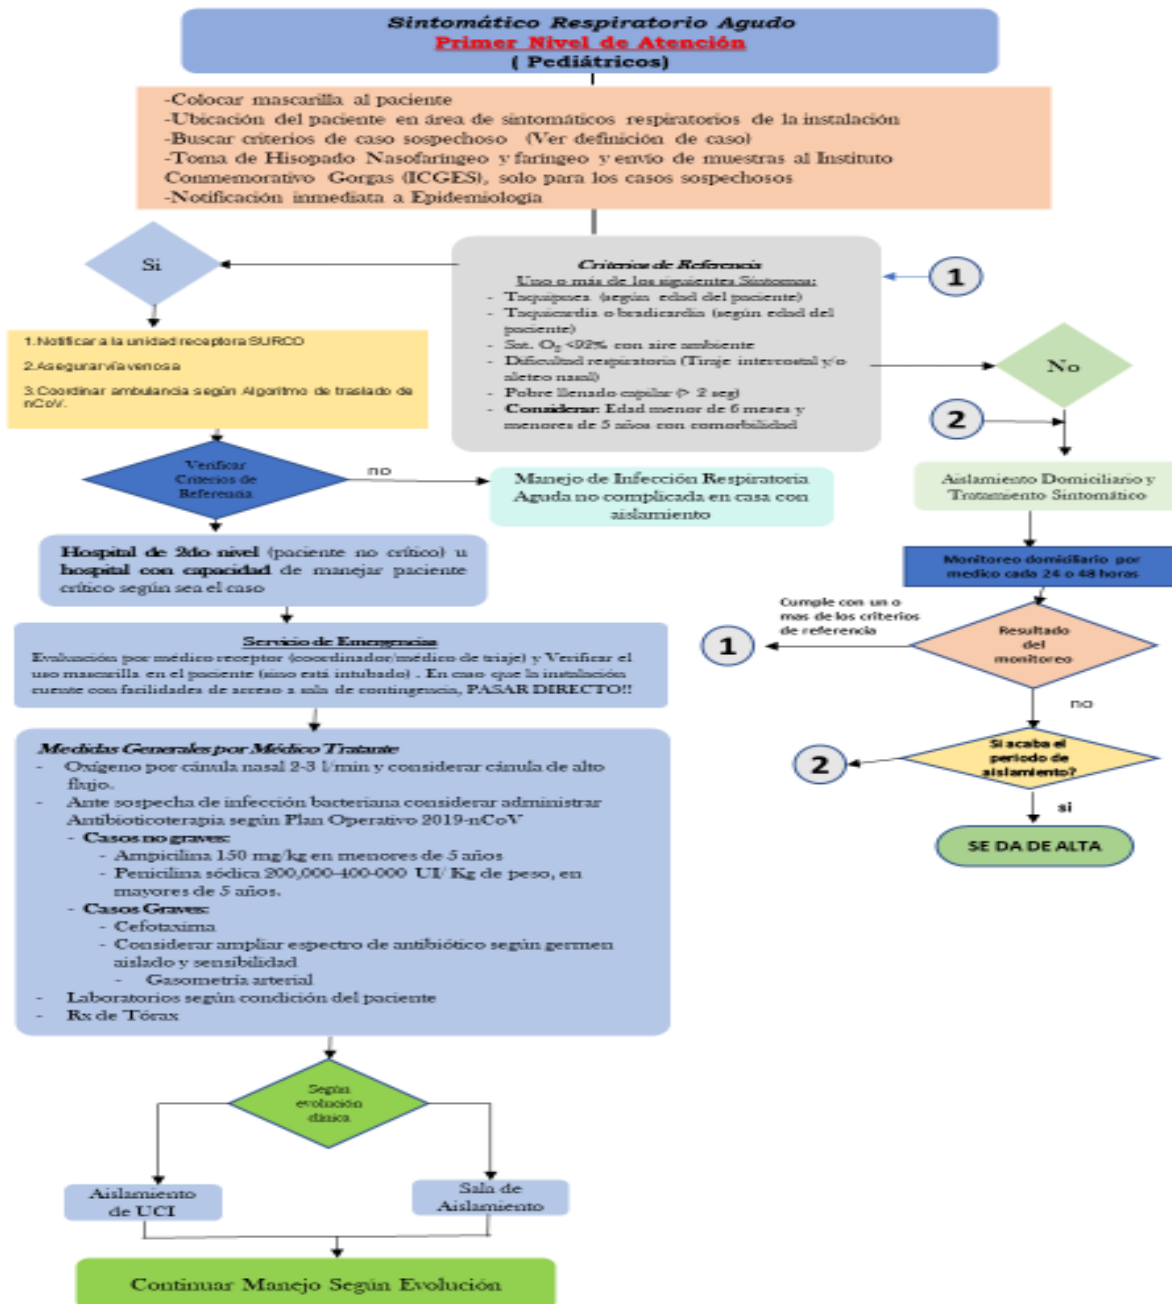 Sintomático Respiratorio Agudo
Primer Nivel de Atención
( Pediátricos)
-Colocar mascarilla al paciente
-Ubicación del paciente en área de sintomáticos respiratorios de la instalación
-Buscar criterios de caso sospechoso (Ver definición de caso)
-Toma de Hisopado Nasofaríngeo y faríngeo y envío de muestras al Instituto
Conmemorativo Gorgas (ICGES), solo para los casos sospechosos
-Notificación inmediata a Epidemiología
Si
Criterios de Referencia
Uno o más de los siguientes Síntomas:
- Taquipnea (según edad del paciente)
- Taquicardia o bradicardia (según edad del
paciente)
- Sat. O2 <92% con aire ambiente
- Dificultad respiratoria (Tiraje intercostal y/o
aleteo nasal)
- Pobre llenado capilar (> 2 seg)
- Considerar: Edad menor de 6 meses y
menores de 5 años con comorbilidad
1
No
2
1.Notificar a la unidad receptora SURCO
2.Asegurar vía venosa
3.Coordinar ambulancia según Algoritmo de traslado de
nCoV.
Verificar
Criterios de
Referencia
no
Manejo de Infección Respiratoria
Aguda no complicada en casa con
aislamiento
Aislamiento Domiciliario y
Tratamiento Sintomático
Monitoreo domiciliario por
medico cada 24 o 48 horas
Hospital de 2do nivel (paciente no crítico) u
hospital con capacidad de manejar paciente
crítico según sea el caso
Cumple con un o
mas de los criterios
de referencia
1
Resultado
del
monitoreo
no
Servicio de Emergencias
Evaluación por médico receptor (coordinador/médico de triaje) y Verificar el
uso mascarilla en el paciente (sino está intubado) . En caso que la instalación
cuente con facilidades de acceso a sala de contingencia, PASAR DIRECTO!!
2
Si acaba el
periodo de
aislamiento?
si
SE DA DE ALTA
Medidas Generales por Médico Tratante
- Oxígeno por cánula nasal 2-3 l/min y considerar cánula de alto
flujo.
- Ante sospecha de infección bacteriana considerar administrar
Antibioticoterapia según Plan Operativo 2019-nCoV
- Casos no graves:
- Ampicilina 150 mg/kg en menores de 5 años
- Penicilina sódica 200,000-400-000 UI/ Kg de peso, en
mayores de 5 años.
- Casos Graves:
- Cefotaxima
- Considerar ampliar espectro de antibiótico según germen
aislado y sensibilidad
- Gasometría arterial
- Laboratorios según condición del paciente
- Rx de Tórax
Según
evolución
clínica
Aislamiento
de UCI
Sala de
Aislamiento
Continuar Manejo Según Evolución